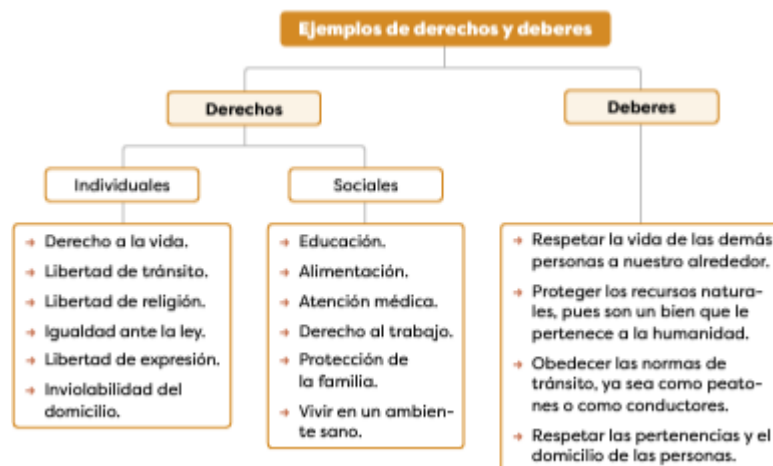 Ejemplos de derechos y deberes
Derechos
Deberes
Individuales
Sociales
→ Derecho a la vida.
→ Libertad de tránsito.
→ Libertad de religión.
→ Igualdad ante la ley.
→ Libertad de expresión.
→ Inviolabilidad del
domicilio.
→ Educación.
→ Alimentación.
→ Atención médica.
→ Derecho al trabajo.
→ Protección de
la familia.
→ Vivir en un ambien-
te sano.
→ Respetar la vida de las demás
personas a nuestro alrededor.
→ Proteger los recursos natura-
les, pues son un bien que le
pertenece a la humanidad.
→ Obedecer las normas de
tránsito, ya sea como peato-
nes o como conductores.
→ Respetar las pertenencias y el
domicilio de las personas.